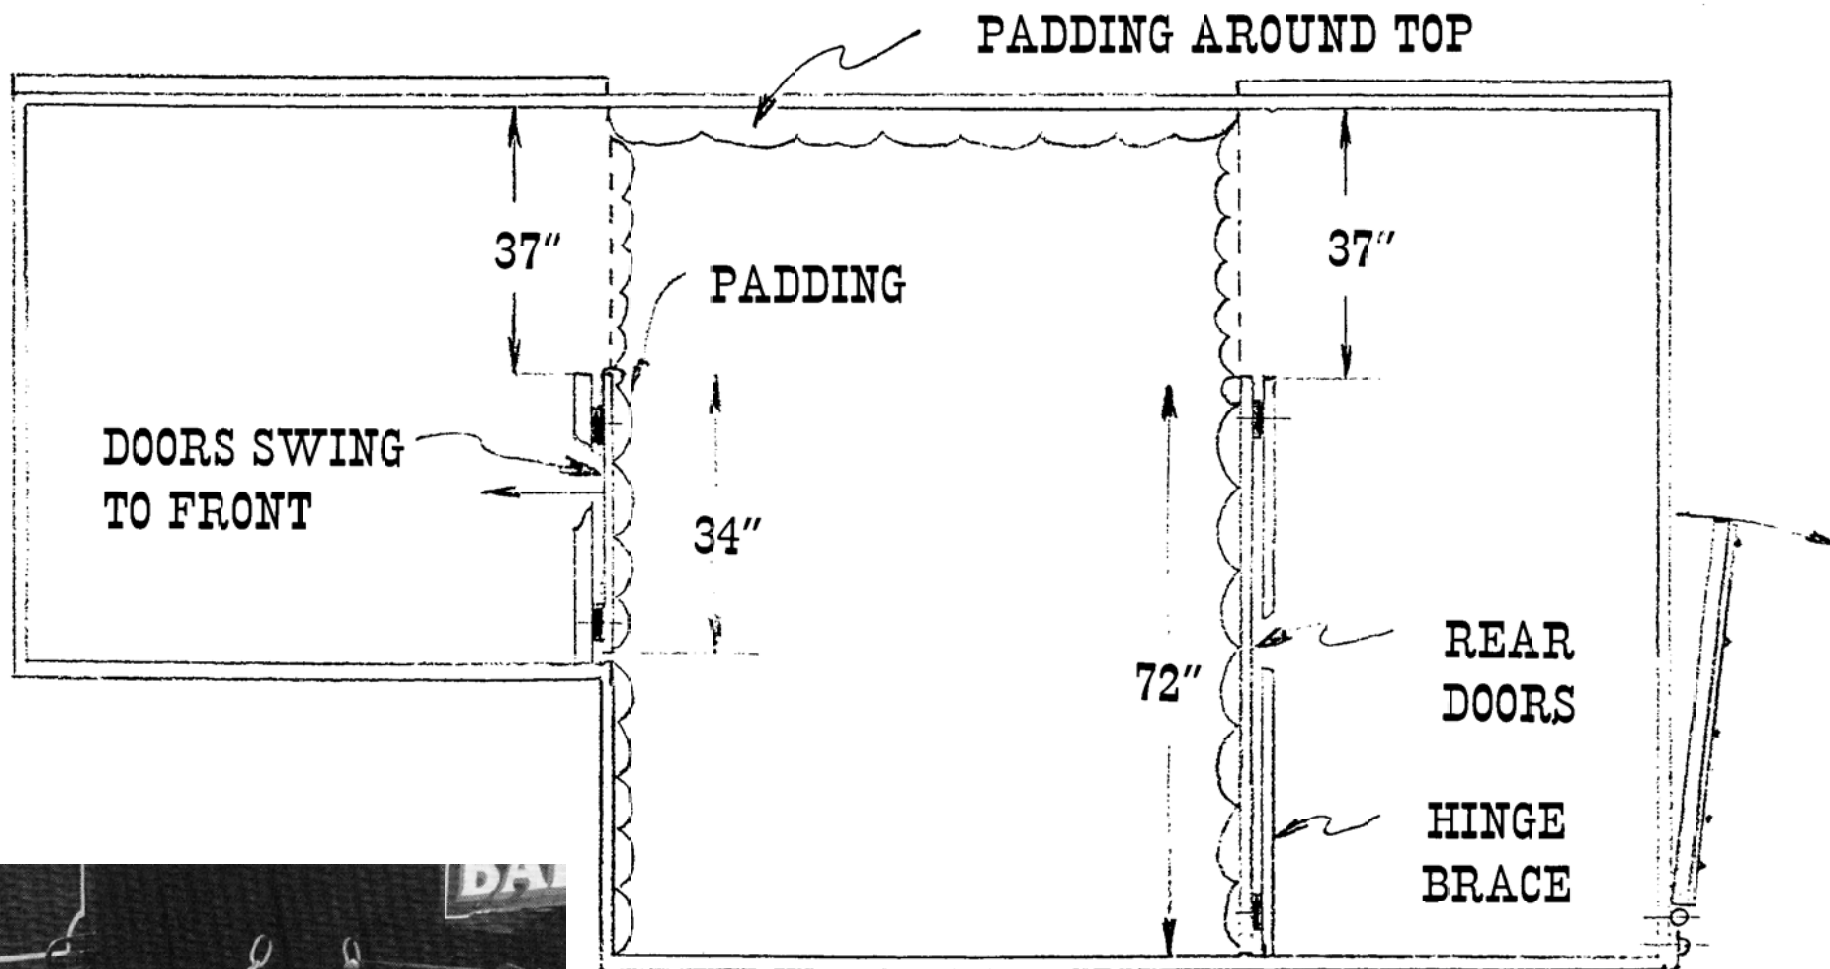 PADDING AROUND TOP
37"
37"
PADDING
DOORS SWING
TO FRONT
34"
72"
REAR
DOORS
HINGE
BRACE